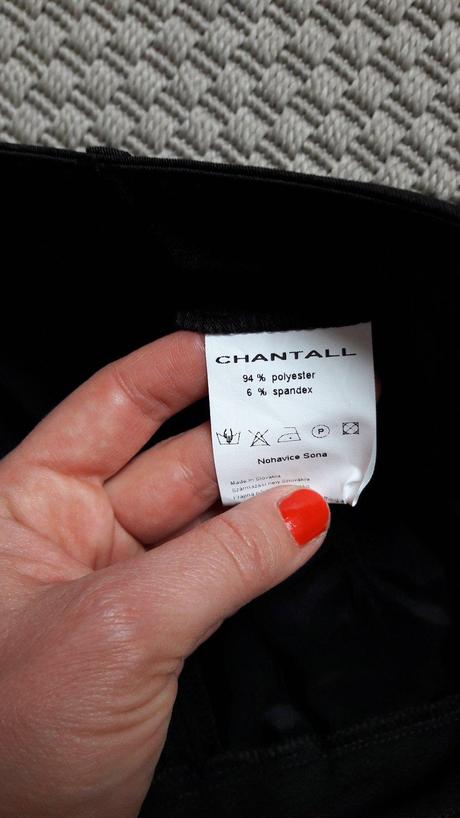 CHANTALL
94 % polyester
6 % spandex
P
Nohavice Sona
Made in Slovakia